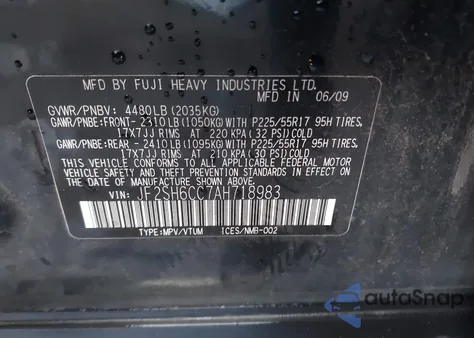 MFD BY FUJI HEAVY INDUSTRIES LTD.
MFD IN 06/09
GVWR/PNBV: 4480LB (2035KG)
GAWR/PNBE:FRONT- 2310 LB (1050KG) WITH P225/55R17 95H TIRES,
17X7JJ RIMS AT 220 KPA (32 PSI) COLD
GAWR/PNBE: REAR - 2410 LB (1095KG) WITH P225/55R17 95H TIRES,
17X7JJ RIMS AT 210 KPA (30 PSI) COLD
THIS VEHICLE CONFORMS TO ALL APPLICABLE FEDERAL MOTOR
VEHICLE SAFETY AND THEFT PREVENTION STANDARDS IN EFFECT
ON THE DATE OF MANUFACTURE SHOWN ABOVE.
VIN: JF2SH6CC7AH718983
TYPE:MPV/VTUM ICES/NMB-002
autoSnap